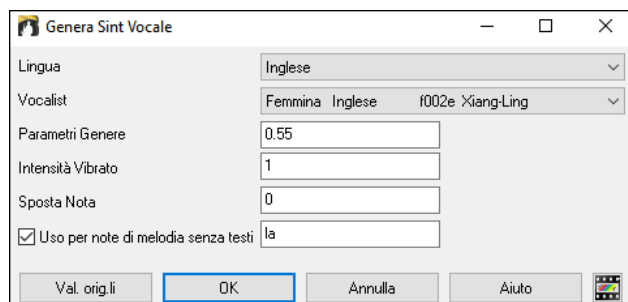 Genera Sint Vocale
Lingua Inglese
Vocalist Femmina Inglese f002e Xiang-Ling
Parametri Genere 0.55
Intensità Vibrato 1
Sposta Nota 0
Uso per note di melodia senza testi la
Val. orig.li OK Annulla Aiuto